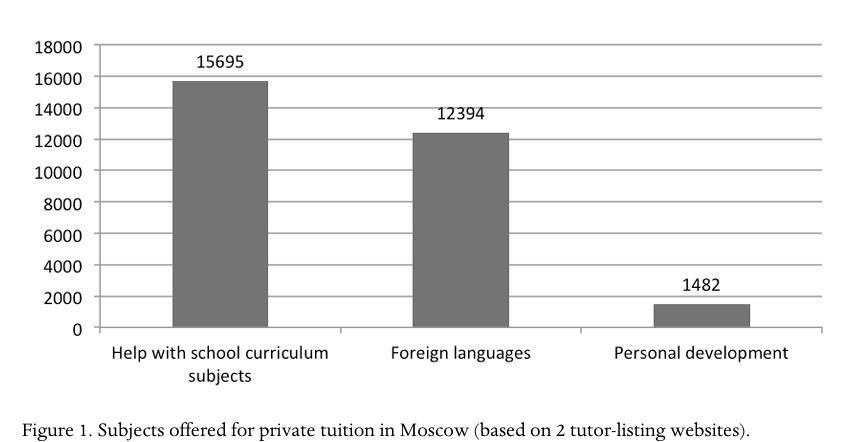 18000
16000
14000
12000
10000
8000
6000
4000
2000
0
15695
12394
1482
Help with school curriculum
subjects
Foreign languages
Personal development
Figure 1. Subjects offered for private tuition in Moscow (based on 2 tutor-listing websites).